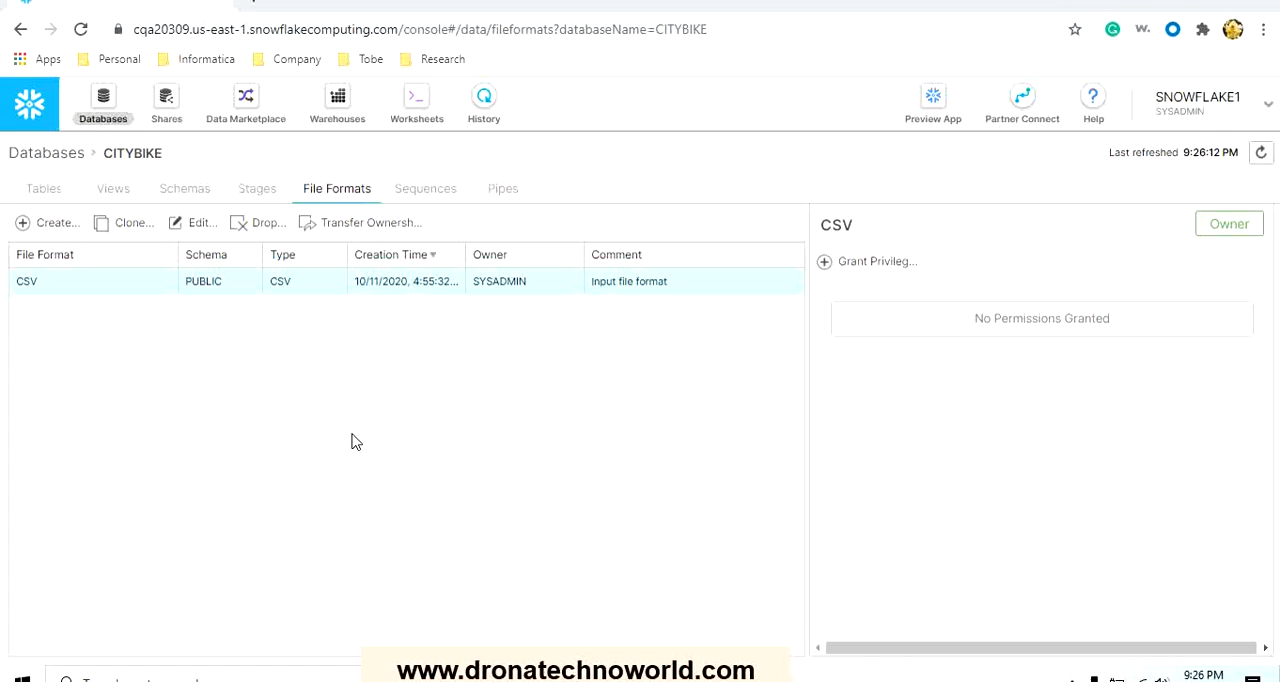 cqa20309.us-east-1.snowflakecomputing.com/console#/data/fileformats?databaseName=CITYBIKE
Apps Personal Informatica Company Tobe Research
Databases Shares Data Marketplace Warehouses Worksheets History Preview App Partner Connect Help SNOWFLAKE1
SYSADMIN
Databases > CITYBIKE Last refreshed 9:26:12 PM
Tables Views Schemas Stages File Formats Sequences Pipes
Create... Clone... Edit... Drop... Transfer Ownersh...
CSV Owner
File Format Schema Type Creation Time Owner Comment
Grant Privileg...
CSV PUBLIC CSV 10/11/2020, 4:55:32... SYSADMIN Input file format
No Permissions Granted
www.dronatechnoworld.com
9:26 PM